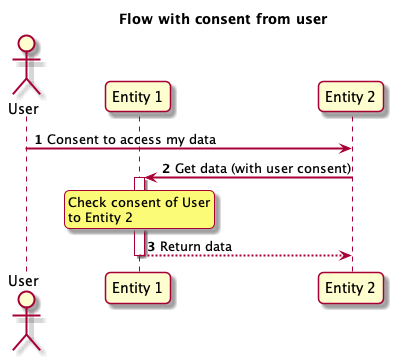 Flow with consent from user
User
Entity 1
Entity 2
1 Consent to access my data
2 Get data (with user consent)
Check consent of User
to Entity 2
3 Return data
User
Entity 1
Entity 2